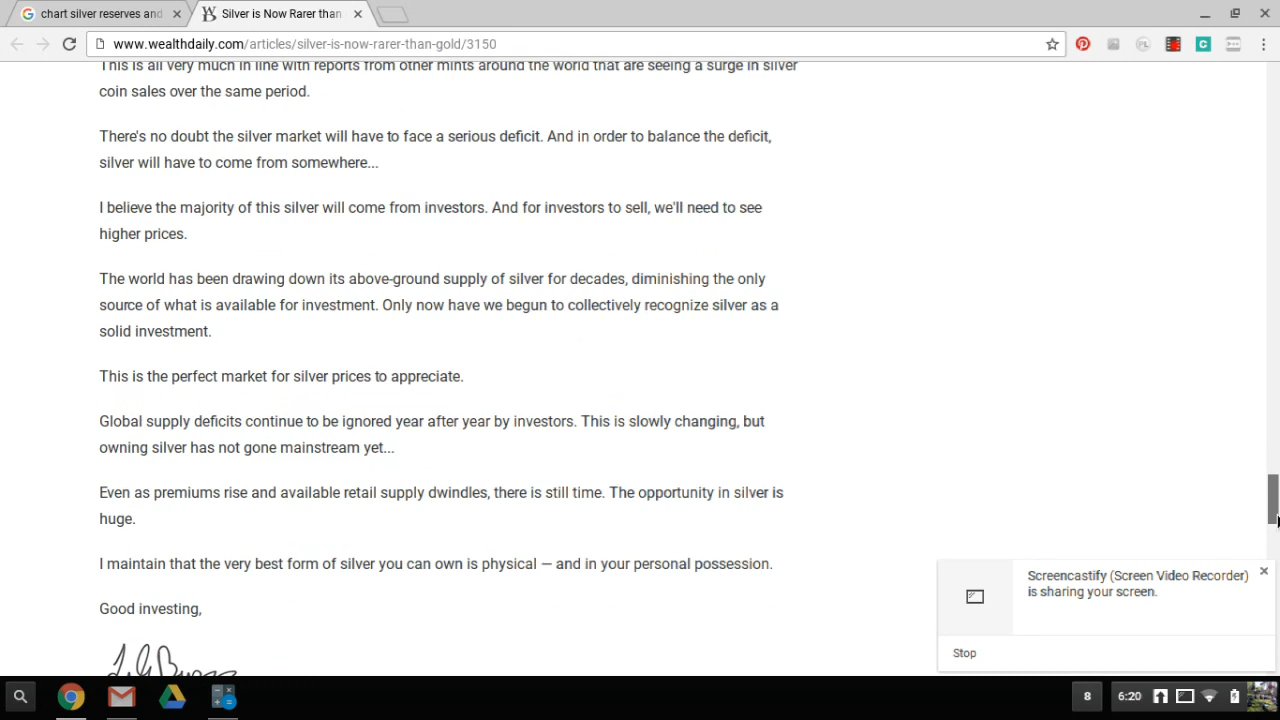 chart silver reserves and
Silver is Now Rarer than
www.wealthdaily.com/articles/silver-is-now-rarer-than-gold/3150
This is all very much in line with reports from other mints around the world that are seeing a surge in silver
coin sales over the same period.
There's no doubt the silver market will have to face a serious deficit. And in order to balance the deficit,
silver will have to come from somewhere...
I believe the majority of this silver will come from investors. And for investors to sell, we'll need to see
higher prices.
The world has been drawing down its above-ground supply of silver for decades, diminishing the only
source of what is available for investment. Only now have we begun to collectively recognize silver as a
solid investment.
This is the perfect market for silver prices to appreciate.
Global supply deficits continue to be ignored year after year by investors. This is slowly changing, but
owning silver has not gone mainstream yet...
Even as premiums rise and available retail supply dwindles, there is still time. The opportunity in silver is
huge.
I maintain that the very best form of silver you can own is physical — and in your personal possession.
Good investing,
Screencastify (Screen Video Recorder)
is sharing your screen.
Stop
8
6:20